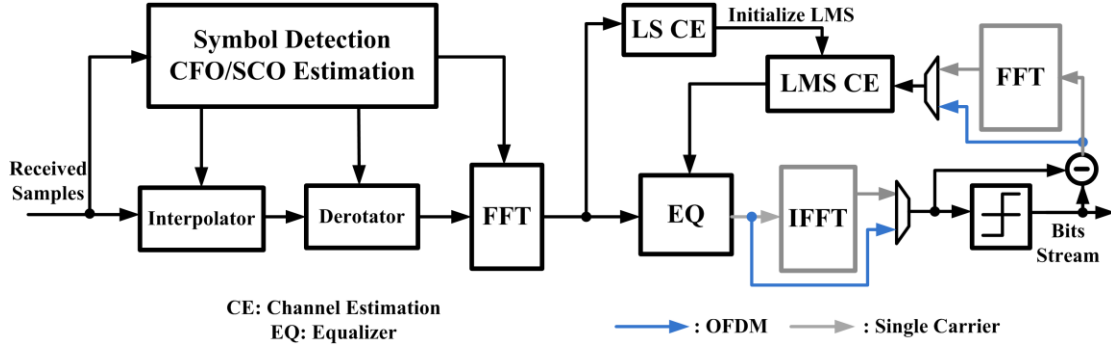 Symbol Detection
CFO/SCO Estimation
LS CE
Initialize LMS
LMS CE
FFT
Received
Samples
Interpolator
Derotator
FFT
EQ
IFFT
Bits
Stream
CE: Channel Estimation
EQ: Equalizer
: OFDM
: Single Carrier